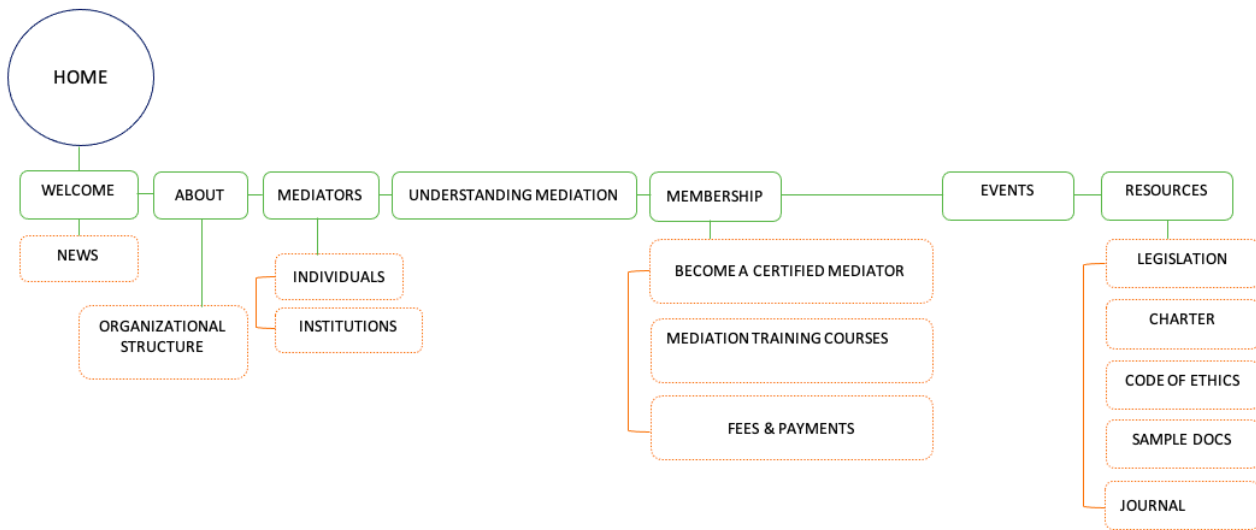 HOME
WELCOME
ABOUT
MEDIATORS
UNDERSTANDING MEDIATION
MEMBERSHIP
EVENTS
RESOURCES
NEWS
ORGANIZATIONAL
STRUCTURE
INDIVIDUALS
INSTITUTIONS
BECOME A CERTIFIED MEDIATOR
MEDIATION TRAINING COURSES
FEES & PAYMENTS
LEGISLATION
CHARTER
CODE OF ETHICS
SAMPLE DOCS
JOURNAL